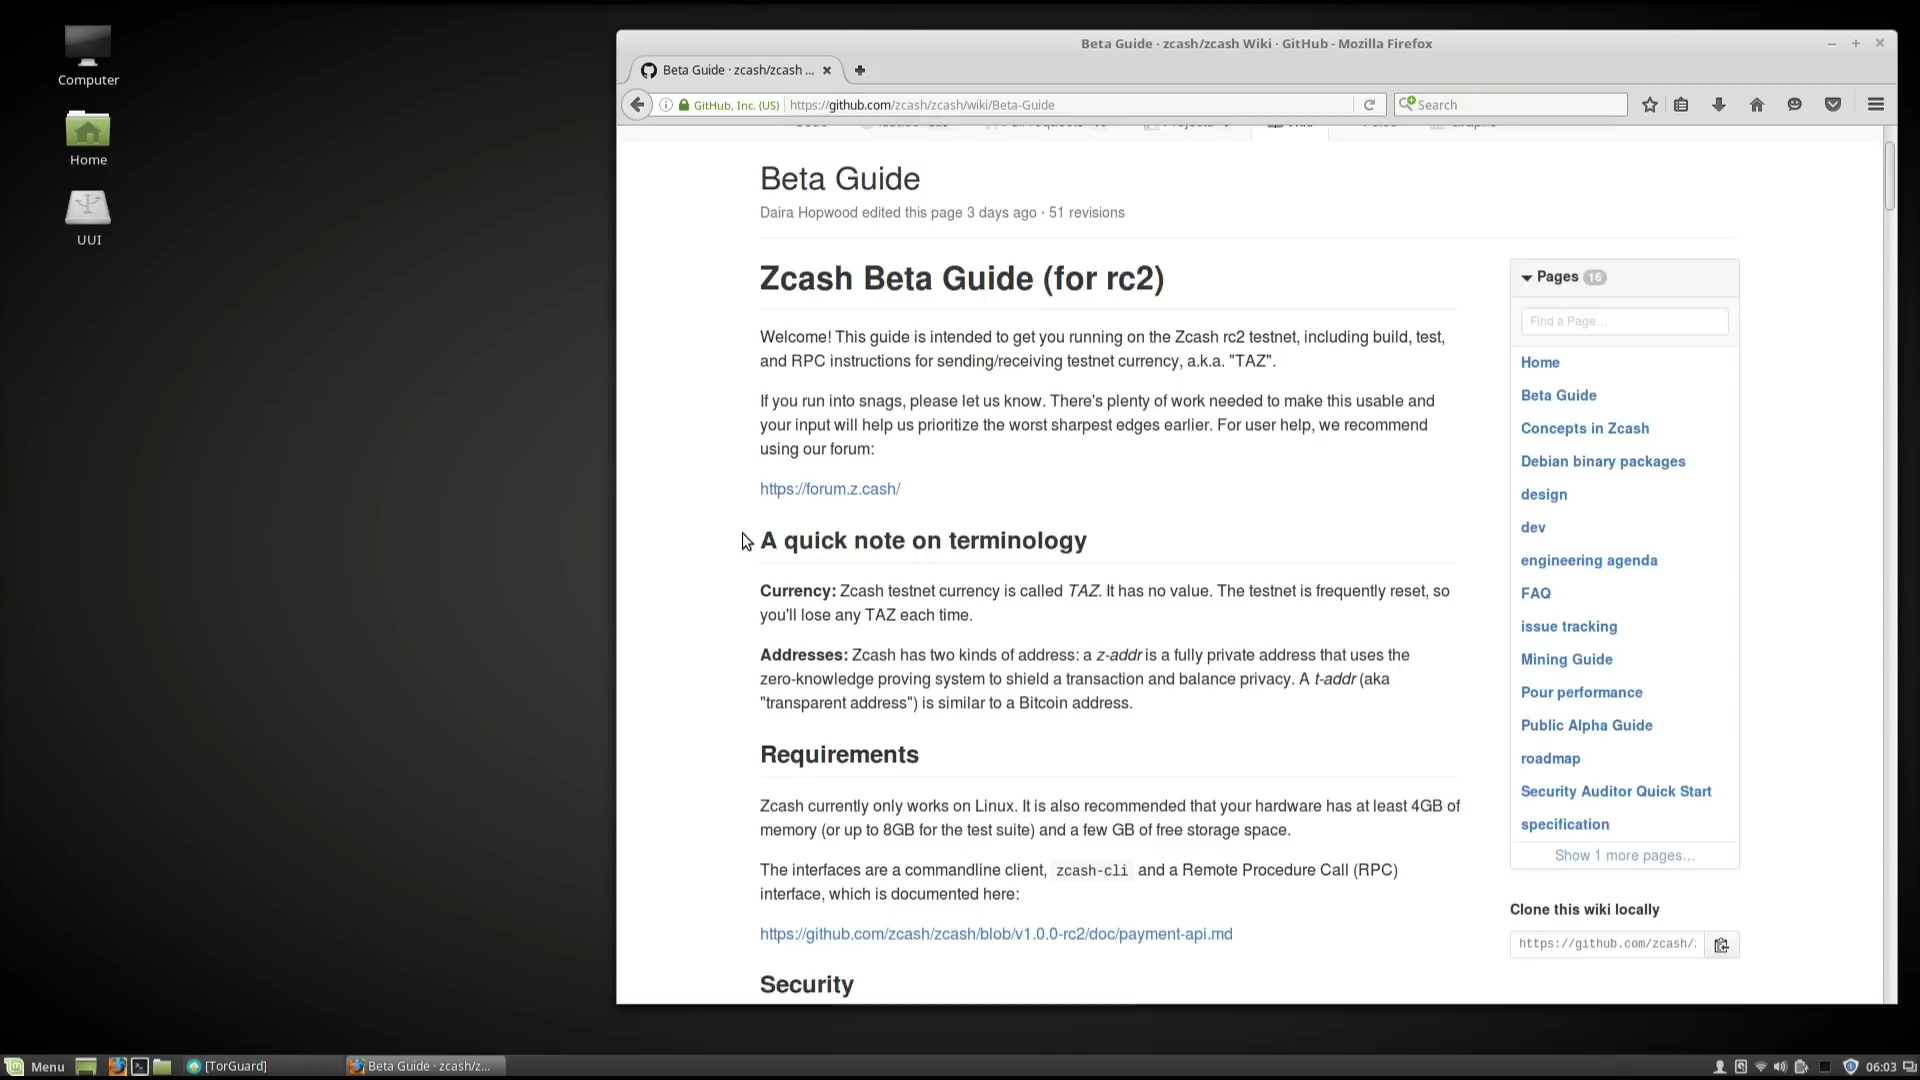 Computer
Home
UUI
Beta Guide · zcash/zcash Wiki · GitHub - Mozilla Firefox
Beta Guide · zcash/zcash ...
GitHub, Inc. (US)
https://github.com/zcash/zcash/wiki/Beta-Guide
Search
Beta Guide
Daira Hopwood edited this page 3 days ago · 51 revisions
Zcash Beta Guide (for rc2)
Welcome! This guide is intended to get you running on the Zcash rc2 testnet, including build, test,
and RPC instructions for sending/receiving testnet currency, a.k.a. "TAZ".
If you run into snags, please let us know. There's plenty of work needed to make this usable and
your input will help us prioritize the worst sharpest edges earlier. For user help, we recommend
using our forum:
https://forum.z.cash/
A quick note on terminology
Currency: Zcash testnet currency is called TAZ. It has no value. The testnet is frequently reset, so
you'll lose any TAZ each time.
Addresses: Zcash has two kinds of address: a z-addr is a fully private address that uses the
zero-knowledge proving system to shield a transaction and balance privacy. A t-addr (aka
"transparent address") is similar to a Bitcoin address.
Requirements
Zcash currently only works on Linux. It is also recommended that your hardware has at least 4GB of
memory (or up to 8GB for the test suite) and a few GB of free storage space.
The interfaces are a commandline client, zcash-cli and a Remote Procedure Call (RPC)
interface, which is documented here:
https://github.com/zcash/zcash/blob/v1.0.0-rc2/doc/payment-api.md
Security
Pages 16
Find a Page…
Home
Beta Guide
Concepts in Zcash
Debian binary packages
design
dev
engineering agenda
FAQ
issue tracking
Mining Guide
Pour performance
Public Alpha Guide
roadmap
Security Auditor Quick Start
specification
Show 1 more pages…
Clone this wiki locally
https://github.com/zcash/
Menu
[TorGuard]
Beta Guide · zcash/z...
06:03